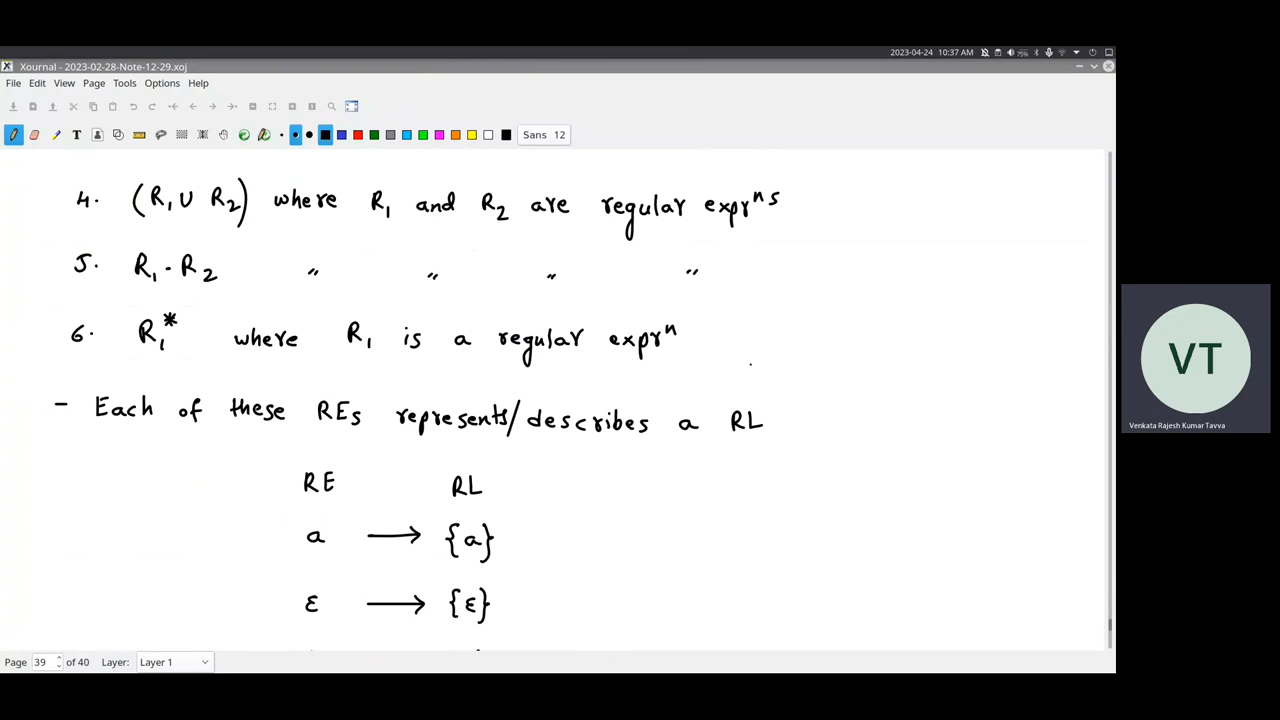 2023-04-24 10:37 AM 75%
Xournal - 2023-02-28-Note-12-29.xoj
File Edit View Page Tools Options Help
Sans 12
4. (R₁ ∪ R₂) where R₁ and R₂ are regular exprⁿs
5. R₁ · R₂ " " " "
6. R₁* where R₁ is a regular exprⁿ
- Each of these REs represents/describes a RL
RE RL
a → {a}
ε → {ε}
Page 39 of 40 Layer: Layer 1
VT
Venkata Rajesh Kumar Tavva